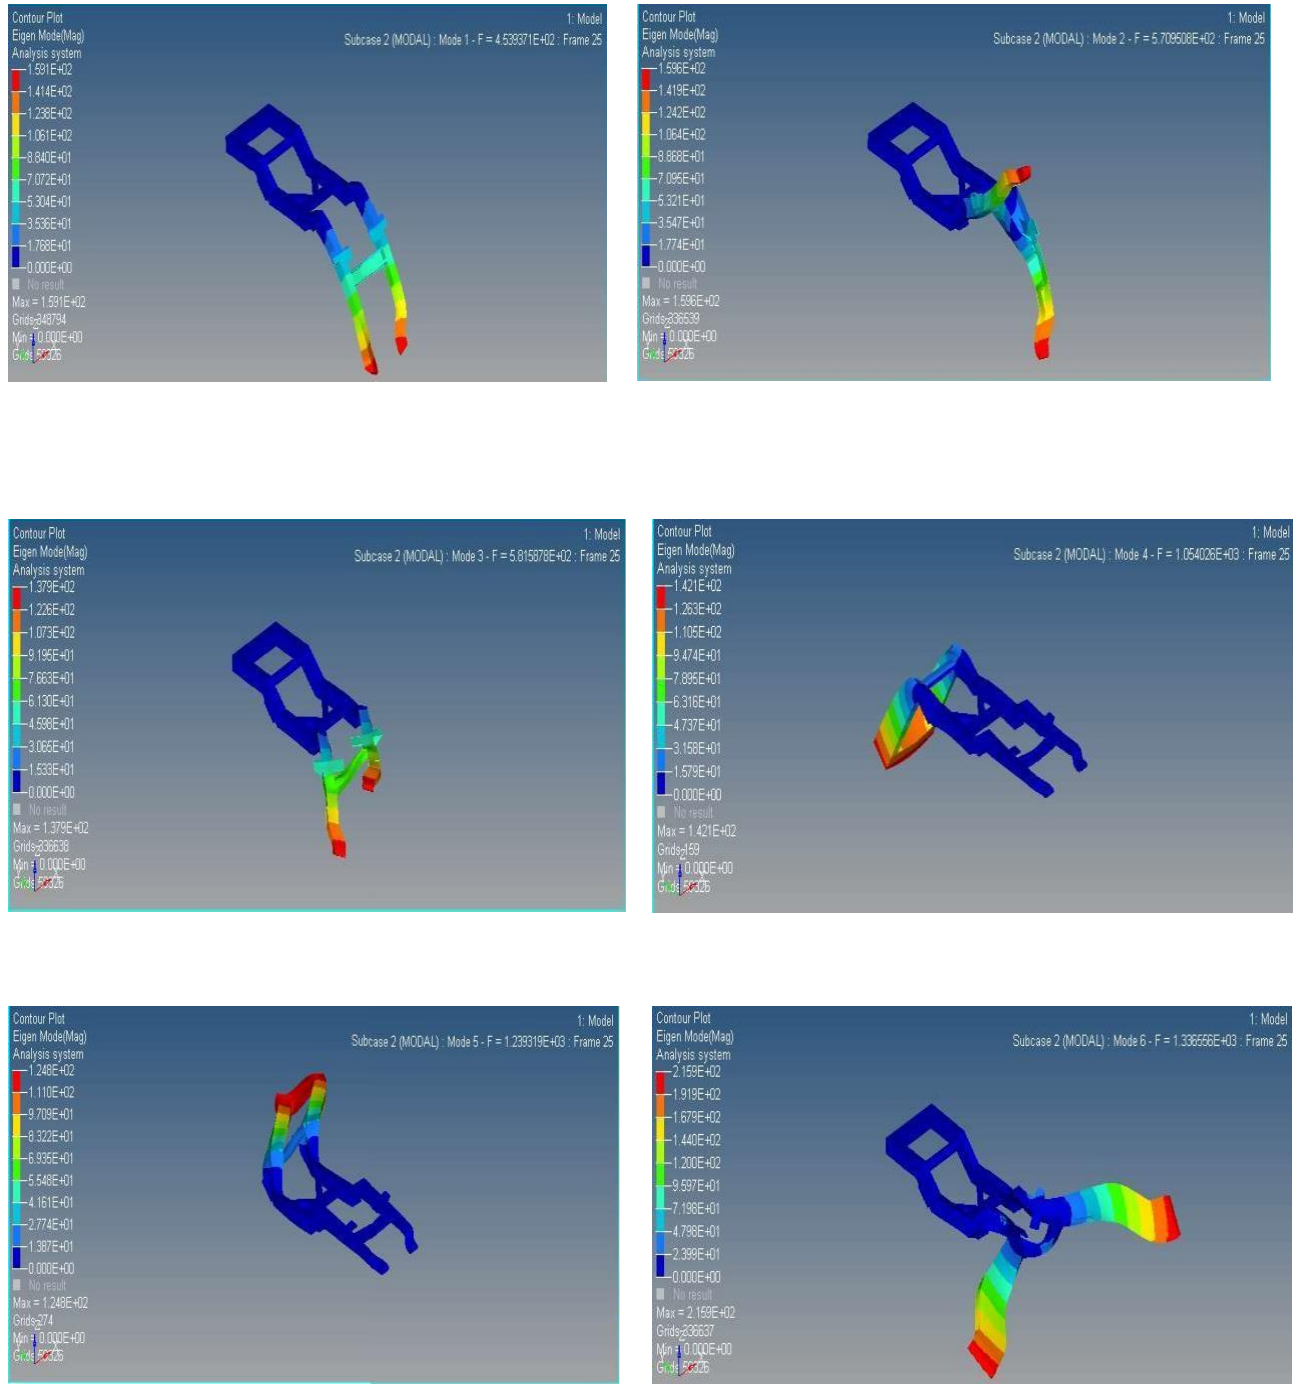 Contour Plot
1: Model
Eigen Mode(Mag)
Subcase 2 (MODAL) : Mode 1 - F = 4.539371E+02 : Frame 25
Analysis system
1.591E+02
1.414E+02
1.238E+02
1.061E+02
8.840E+01
7.072E+01
5.304E+01
3.536E+01
1.768E+01
0.000E+00
No result
Max = 1.591E+02
Grids 348794
Min = 0.000E+00
Grids 59326
Contour Plot
1: Model
Eigen Mode(Mag)
Subcase 2 (MODAL) : Mode 2 - F = 5.709508E+02 : Frame 25
Analysis system
1.596E+02
1.419E+02
1.242E+02
1.064E+02
8.868E+01
7.095E+01
5.321E+01
3.547E+01
1.774E+01
0.000E+00
No result
Max = 1.596E+02
Grids 336539
Min = 0.000E+00
Grids 59326
Contour Plot
1: Model
Eigen Mode(Mag)
Subcase 2 (MODAL) : Mode 3 - F = 5.815878E+02 : Frame 25
Analysis system
1.379E+02
1.226E+02
1.073E+02
9.195E+01
7.663E+01
6.130E+01
4.598E+01
3.065E+01
1.533E+01
0.000E+00
No result
Max = 1.379E+02
Grids 336638
Min = 0.000E+00
Grids 59326
Contour Plot
1: Model
Eigen Mode(Mag)
Subcase 2 (MODAL) : Mode 4 - F = 1.054026E+03 : Frame 25
Analysis system
1.421E+02
1.263E+02
1.105E+02
9.474E+01
7.895E+01
6.316E+01
4.737E+01
3.158E+01
1.579E+01
0.000E+00
No result
Max = 1.421E+02
Grids 159
Min = 0.000E+00
Grids 59326
Contour Plot
1: Model
Eigen Mode(Mag)
Subcase 2 (MODAL) : Mode 5 - F = 1.239319E+03 : Frame 25
Analysis system
1.248E+02
1.110E+02
9.709E+01
8.322E+01
6.935E+01
5.548E+01
4.161E+01
2.774E+01
1.387E+01
0.000E+00
No result
Max = 1.248E+02
Grids 274
Min = 0.000E+00
Grids 59326
Contour Plot
1: Model
Eigen Mode(Mag)
Subcase 2 (MODAL) : Mode 6 - F = 1.336556E+03 : Frame 25
Analysis system
2.159E+02
1.919E+02
1.679E+02
1.440E+02
1.200E+02
9.597E+01
7.198E+01
4.798E+01
2.399E+01
0.000E+00
No result
Max = 2.159E+02
Grids 336637
Min = 0.000E+00
Grids 59326